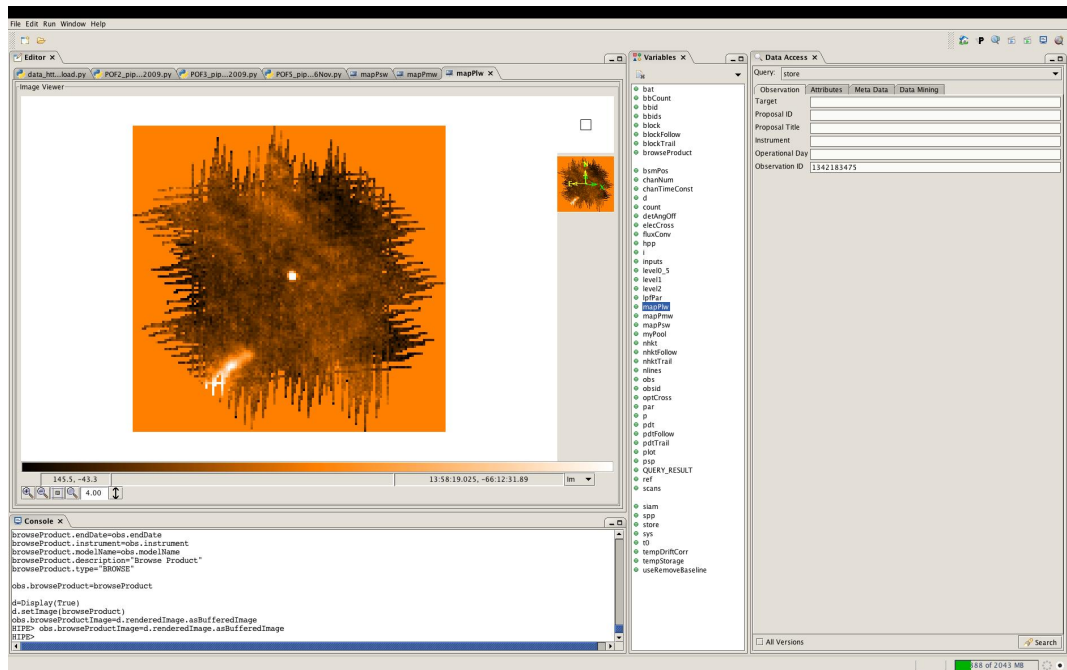 File Edit Run Window Help
Editor ×
data_htt...load.py POF2_pip...2009.py POF3_pip...2009.py POF5_pip...6Nov.py mapPsw mapPmw mapPlw ×
Image Viewer
N
E
145.5, -43.3
13:58:19.025, -66:12:31.89
Im
4.00
Console ×
browseProduct.endDate=obs.endDate
browseProduct.instrument=obs.instrument
browseProduct.modelName=obs.modelName
browseProduct.description="Browse Product"
browseProduct.type="BROWSE"
obs.browseProduct=browseProduct
d=Display(True)
d.setImage(browseProduct)
obs.browseProductImage=d.renderedImage.asBufferedImage
HIPE> obs.browseProductImage=d.renderedImage.asBufferedImage
HIPE>
Variables ×
bat
bbCount
bbid
bbids
block
blockFollow
blockTrail
browseProduct
bsmPos
chanNum
chanTimeConst
d
count
detAngOff
elecCross
fluxConv
hpp
i
inputs
level0_5
level1
level2
lpfPar
mapPlw
mapPmw
mapPsw
myPool
nhkt
nhktFollow
nhktTrail
nlines
obs
obsid
optCross
par
p
pdt
pdtFollow
pdtTrail
plot
psp
QUERY_RESULT
ref
scans
siam
spp
store
sys
t0
tempDriftCorr
tempStorage
useRemoveBaseline
Data Access ×
Query: store
Observation Attributes Meta Data Data Mining
Target
Proposal ID
Proposal Title
Instrument
Operational Day
Observation ID 1342183475
All Versions
Search
588 of 2043 MB